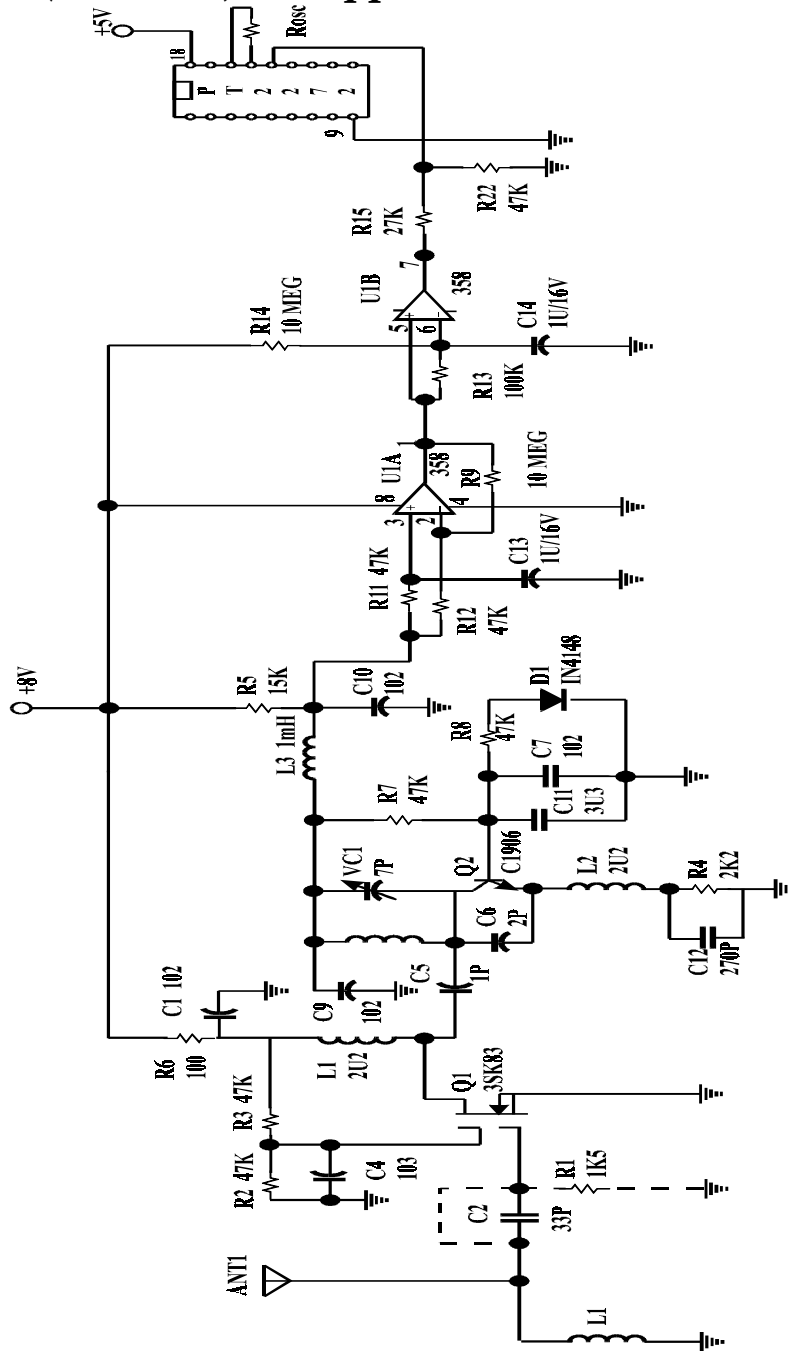 +5V
18
Rosc
P T 2 2 7 2
9
R15
27K
R22
47K
7
U1B
358
5
+
6
-
R14
10 MEG
C14
1U/16V
R13
100K
1
U1A
358
8
3
+
2
4
R9
10 MEG
R11 47K
C13
1U/16V
R12
47K
+8V
R5
15K
C10
102
L3 1mH
D1
IN4148
R8
47K
C7
102
C11
3U3
R7
47K
VC1
7P
Q2
C1906
L2
2U2
R4
2K2
C12
270P
C6
2P
C5
1P
C9
102
C1 102
R6
100
L1
2U2
Q1
3SK83
R3 47K
R2 47K
C4
103
R1
1K5
C2
33P
ANT1
L1